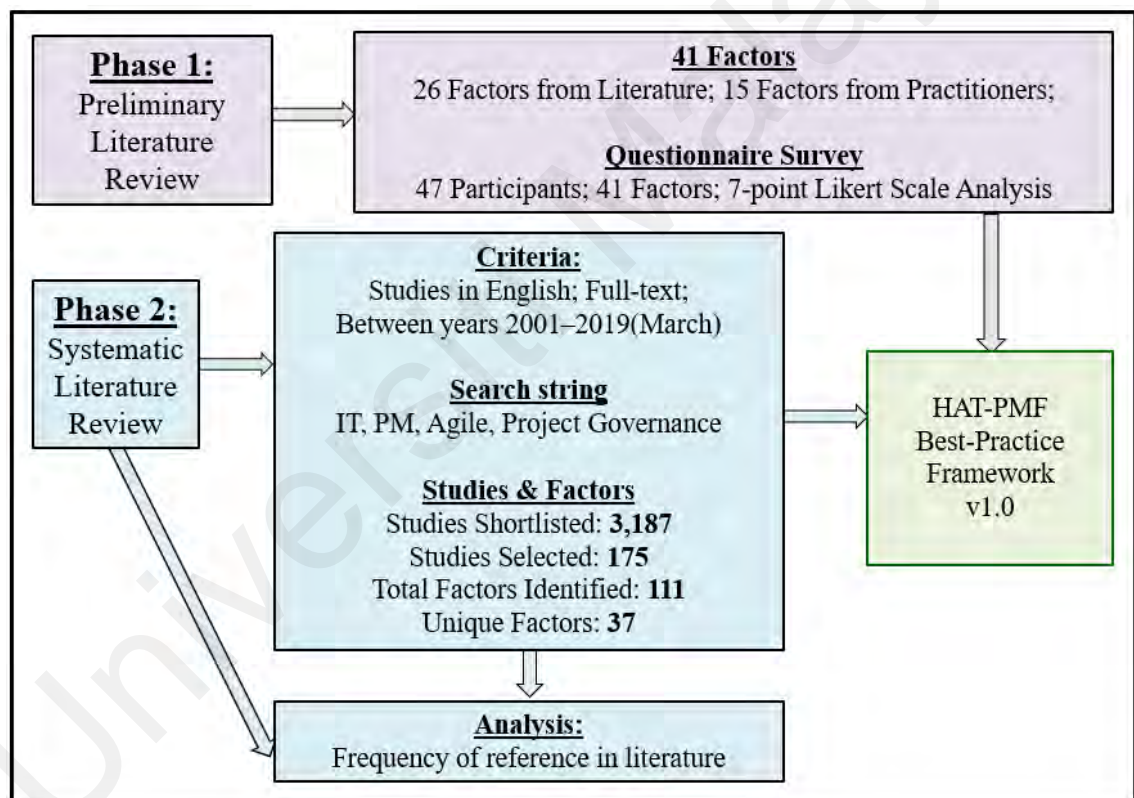 Phase 1:
Preliminary
Literature
Review
41 Factors
26 Factors from Literature; 15 Factors from Practitioners;
Questionnaire Survey
47 Participants; 41 Factors; 7-point Likert Scale Analysis
Phase 2:
Systematic
Literature
Review
Criteria:
Studies in English; Full-text;
Between years 2001–2019(March)
Search string
IT, PM, Agile, Project Governance
Studies & Factors
Studies Shortlisted: 3,187
Studies Selected: 175
Total Factors Identified: 111
Unique Factors: 37
HAT-PMF
Best-Practice
Framework
v1.0
Analysis:
Frequency of reference in literature